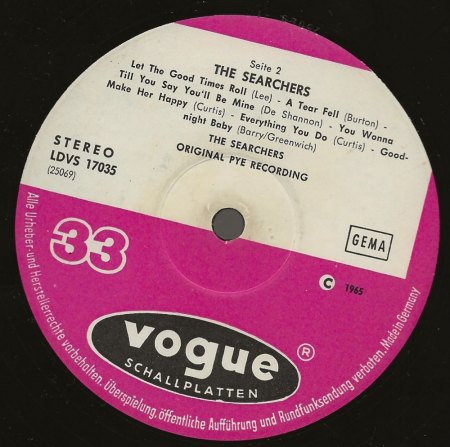 Seite 2
THE SEARCHERS
Let The Good Times Roll (Lee) - A Tear Fell (Burton) -
Till You Say You'll Be Mine (De Shannon) - You Wonna
Make Her Happy (Curtis) - Everything You Do (Curtis) - Good-
night Baby (Barry/Greenwich)
THE SEARCHERS
ORIGINAL PYE RECORDING
STEREO
LDVS 17035
(25069)
33
GEMA
C 1965
vogue ®
SCHALLPLATTEN
Alle Urheber- und Herstellerrechte vorbehalten. Überspielung, öffentliche Aufführung und Rundfunksendung verboten. Made in Germany